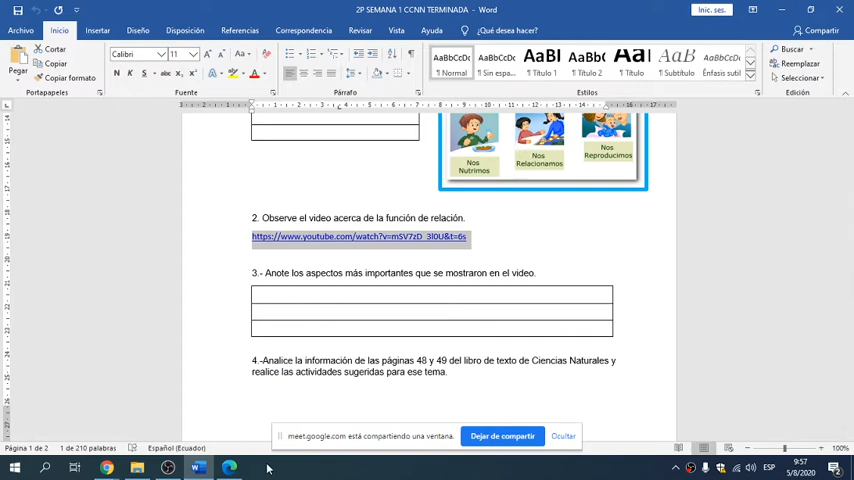 2P SEMANA 1 CCNN TERMINADA - Word
Inic. ses.
Archivo Inicio Insertar Diseño Disposición Referencias Correspondencia Revisar Vista Ayuda ¿Qué desea hacer? Compartir
Pegar
Cortar
Copiar
Copiar formato
Portapapeles
Calibri 11
Fuente
Párrafo
AaBbCcDc AaBbCcDc AaBbC AaBbCc AaB AaBbCcD AaBbCcDc
¶ Normal ¶ Sin espa... Título 1 ¶ Título 2 ¶ Título ¶ Subtítulo Énfasis sutil
Estilos
Buscar
Reemplazar
Seleccionar
Edición
Nos Nutrimos
Nos Relacionamos
Nos Reproducimos
2. Observe el video acerca de la función de relación.
https://www.youtube.com/watch?v=mSV7zD_3l0U&t=6s
3.- Anote los aspectos más importantes que se mostraron en el video.
4.-Analice la información de las páginas 48 y 49 del libro de texto de Ciencias Naturales y
realice las actividades sugeridas para ese tema.
meet.google.com está compartiendo una ventana. Dejar de compartir Ocultar
Página 1 de 2 1 de 210 palabras Español (Ecuador) 100%
ESP
9:57
5/8/2020